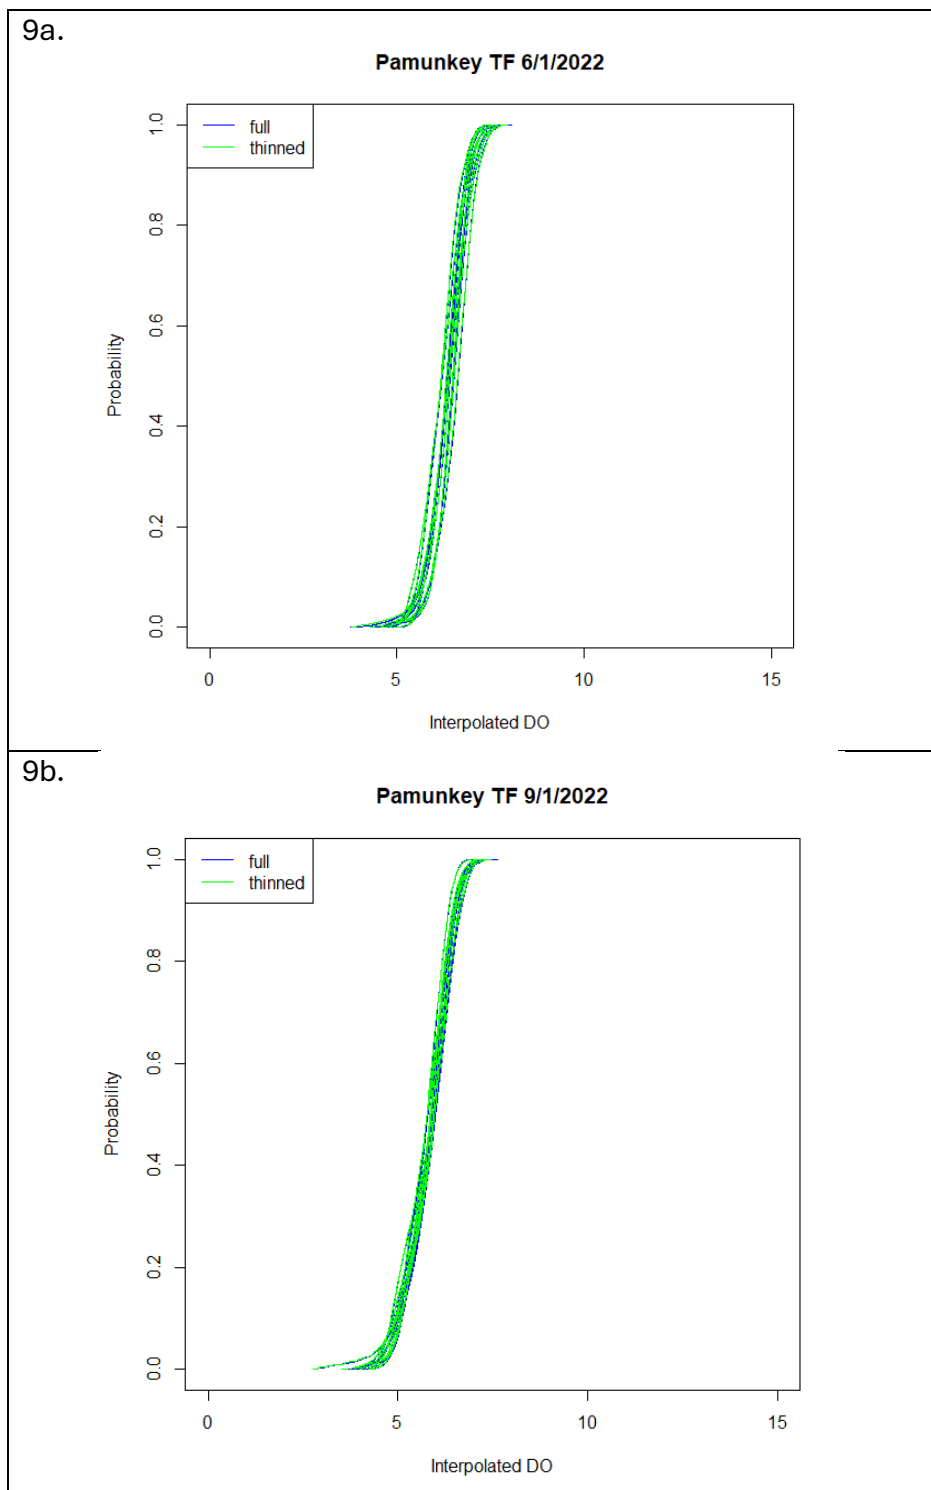 9a.
Pamunkey TF 6/1/2022
full
thinned
1.0
0.8
0.6
0.4
0.2
0.0
Probability
0
5
10
15
Interpolated DO
9b.
Pamunkey TF 9/1/2022
full
thinned
1.0
0.8
0.6
0.4
0.2
0.0
Probability
0
5
10
15
Interpolated DO